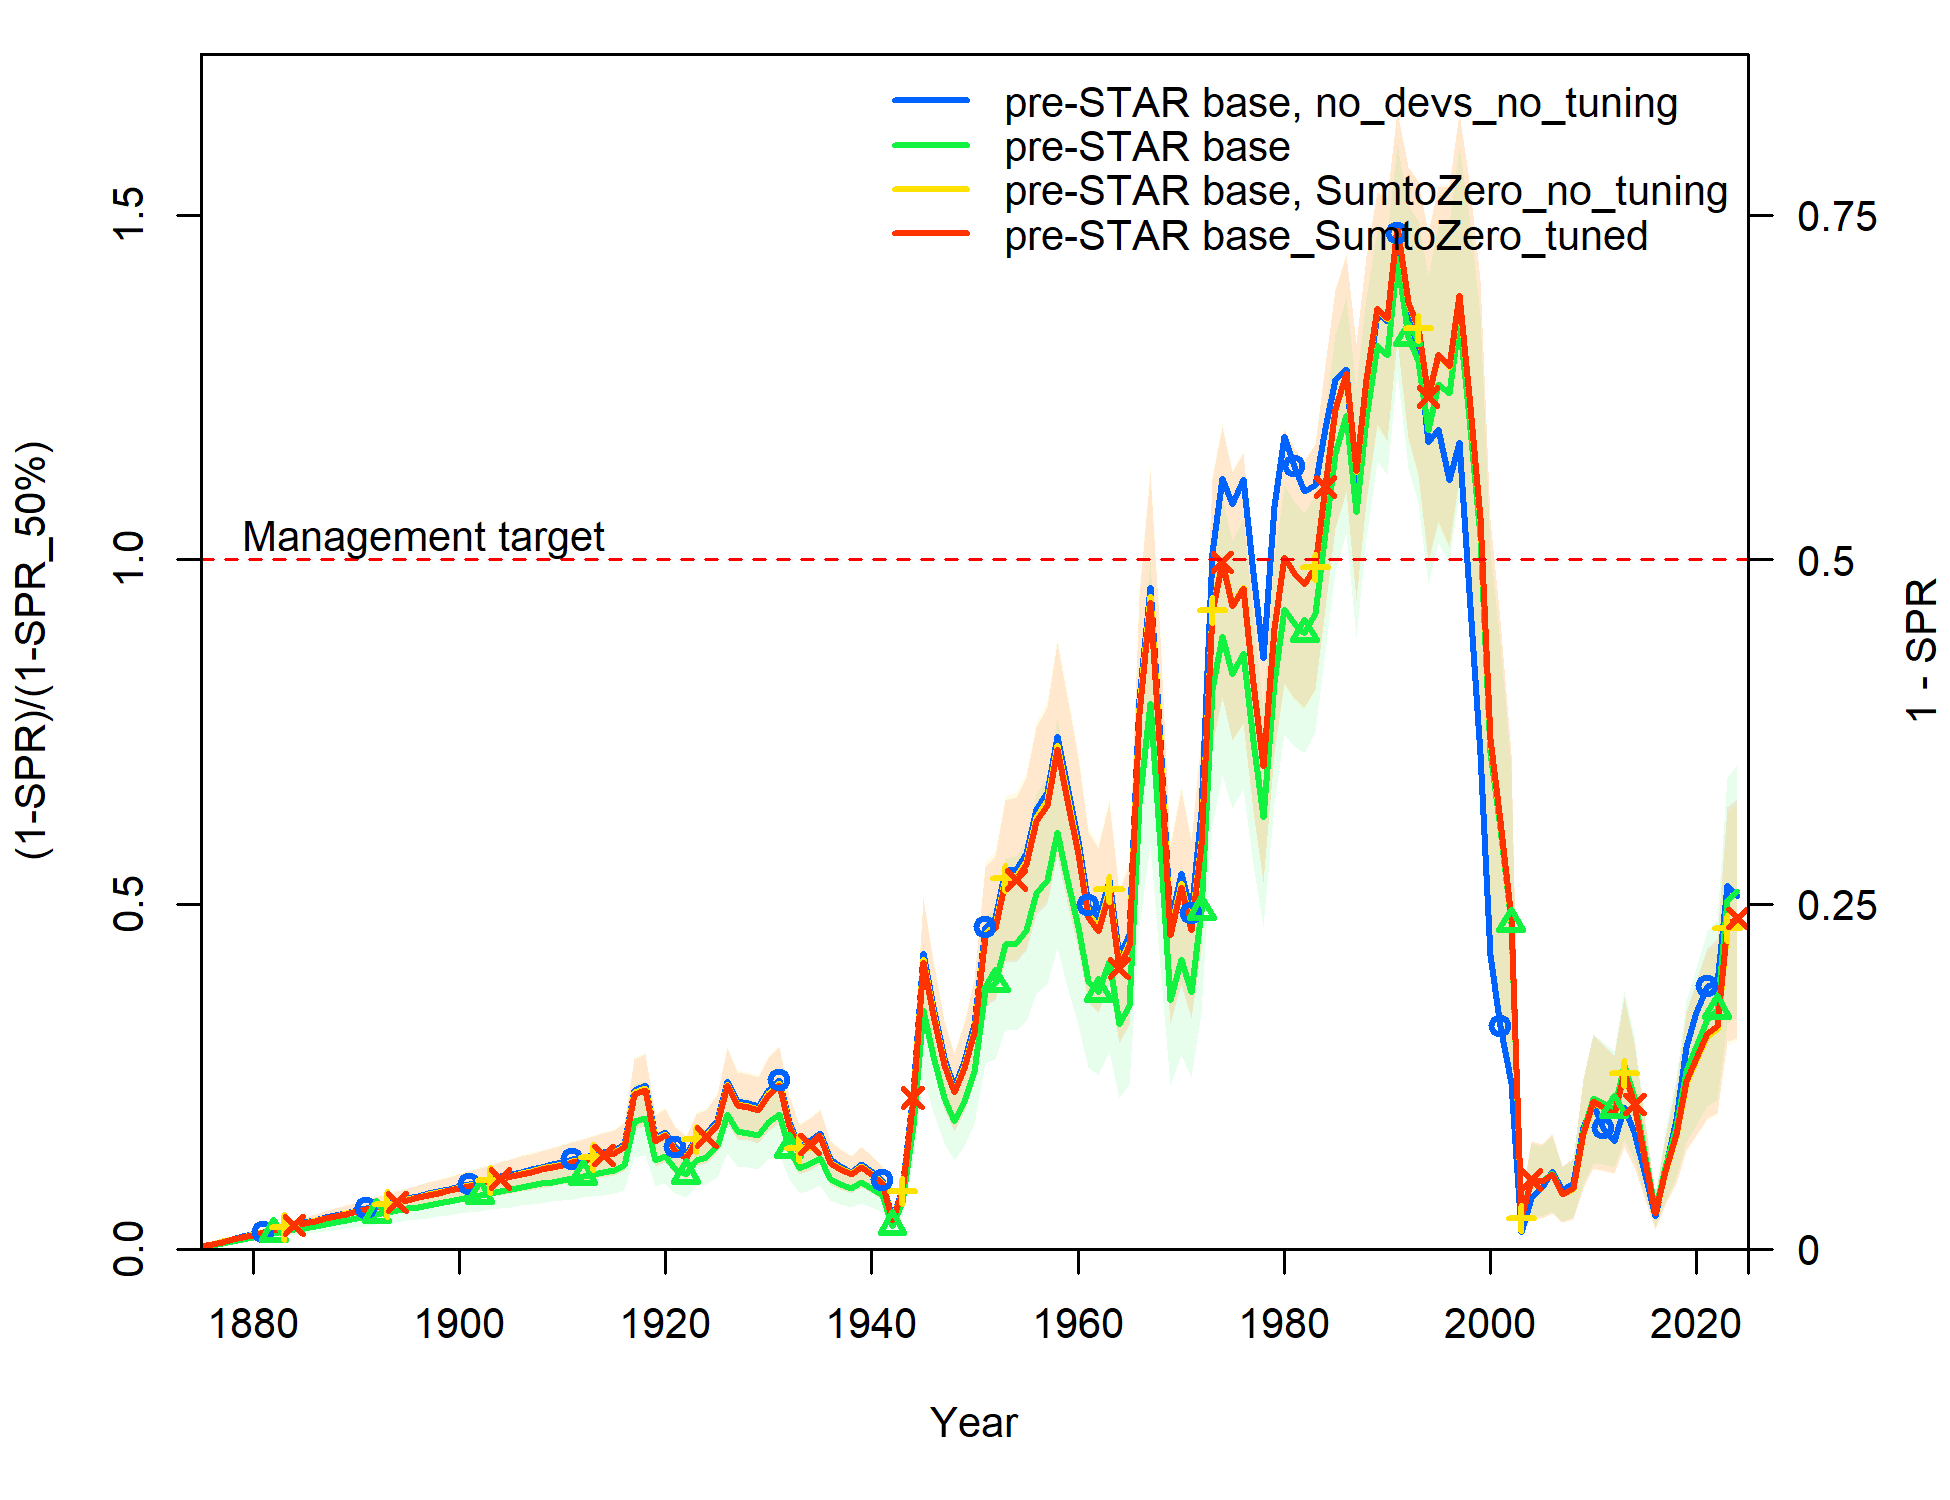 pre-STAR base, no_devs_no_tuning
pre-STAR base
pre-STAR base, SumtoZero_no_tuning
pre-STAR base_SumtoZero_tuned
Management target
(1-SPR)/(1-SPR_50%)
0.0
0.5
1.0
1.5
1 - SPR
0
0.25
0.5
0.75
1880
1900
1920
1940
1960
1980
2000
2020
Year